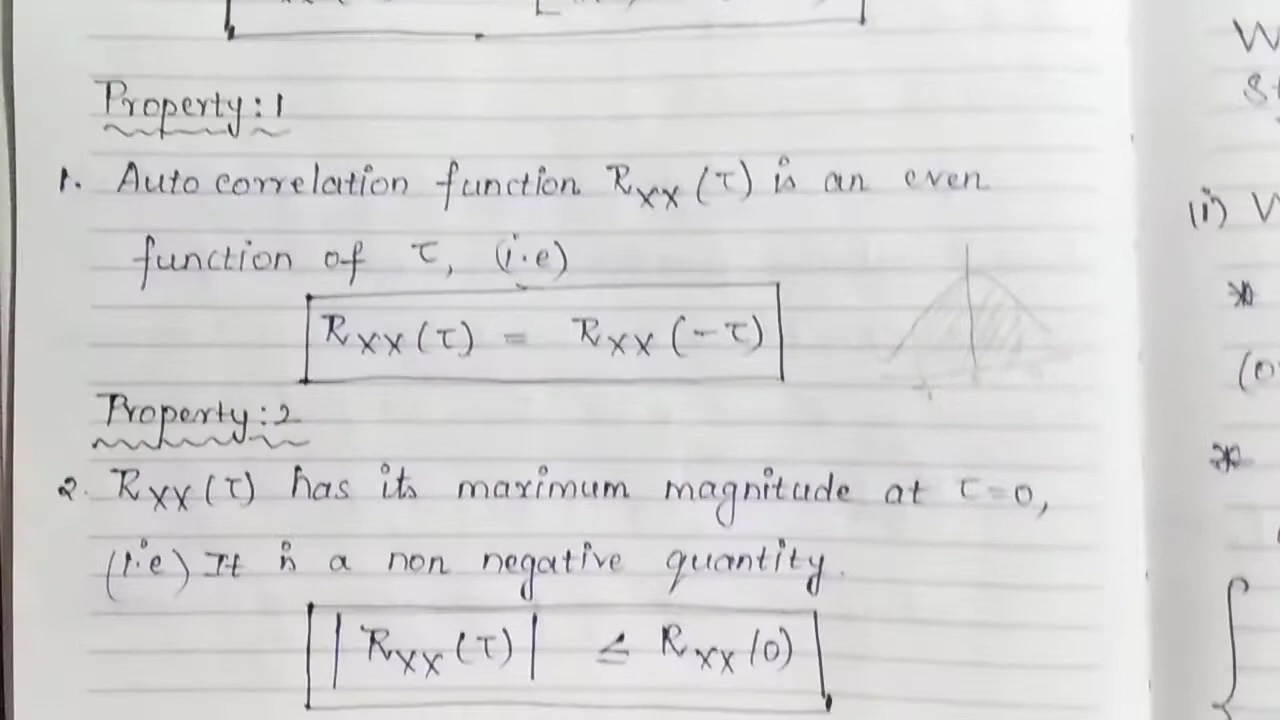 Property: 1
1. Auto correlation function Rxx (τ) is an even
function of τ, (i.e)
Rxx (τ) = Rxx (-τ)
Property: 2
2. Rxx (τ) has its maximum magnitude at τ=0,
(i.e) It is a non negative quantity.
|Rxx (τ)| ≤ Rxx (0)
(ii)